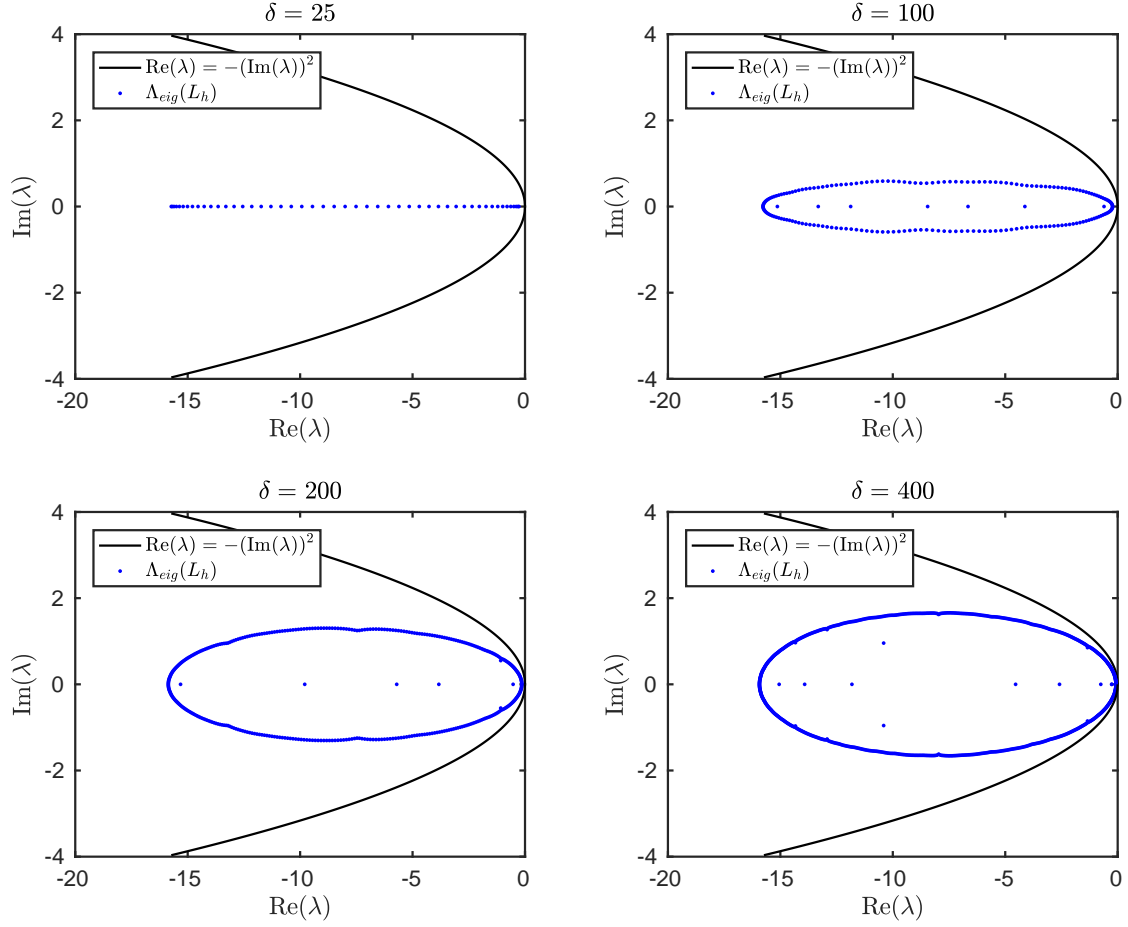 δ = 25
4
2
0
-2
-4
-20
-15
-10
-5
0
Re(λ)
Im(λ)
Re(λ) = −(Im(λ))²
Λ_eig(L_h)
δ = 100
4
2
0
-2
-4
-20
-15
-10
-5
0
Re(λ)
Im(λ)
Re(λ) = −(Im(λ))²
Λ_eig(L_h)
δ = 200
4
2
0
-2
-4
-20
-15
-10
-5
0
Re(λ)
Im(λ)
Re(λ) = −(Im(λ))²
Λ_eig(L_h)
δ = 400
4
2
0
-2
-4
-20
-15
-10
-5
0
Re(λ)
Im(λ)
Re(λ) = −(Im(λ))²
Λ_eig(L_h)